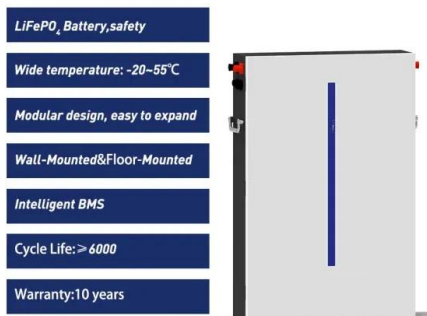 LiFePO₄ Battery,safety
Wide temperature: -20~55℃
Modular design, easy to expand
Wall-Mounted&Floor-Mounted
Intelligent BMS
Cycle Life:≥6000
Warranty:10 years